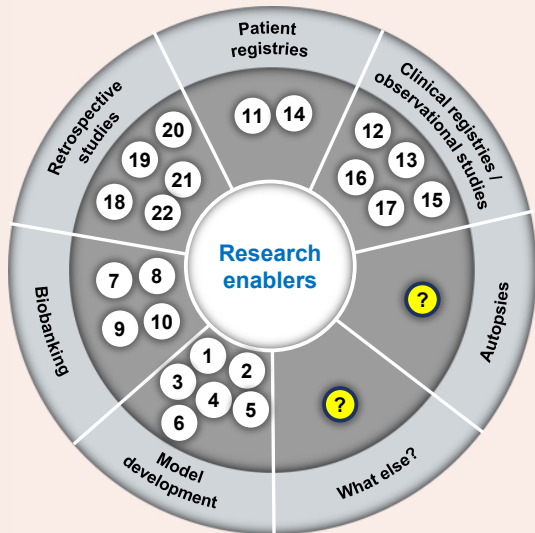 Patient
registries
Clinical registries /
observational studies
Autopsies
What else?
Model
development
Biobanking
Retrospective
studies
Research
enablers
11
14
12
13
16
15
17
?
?
1
2
3
4
5
6
7
8
9
10
20
19
21
18
22